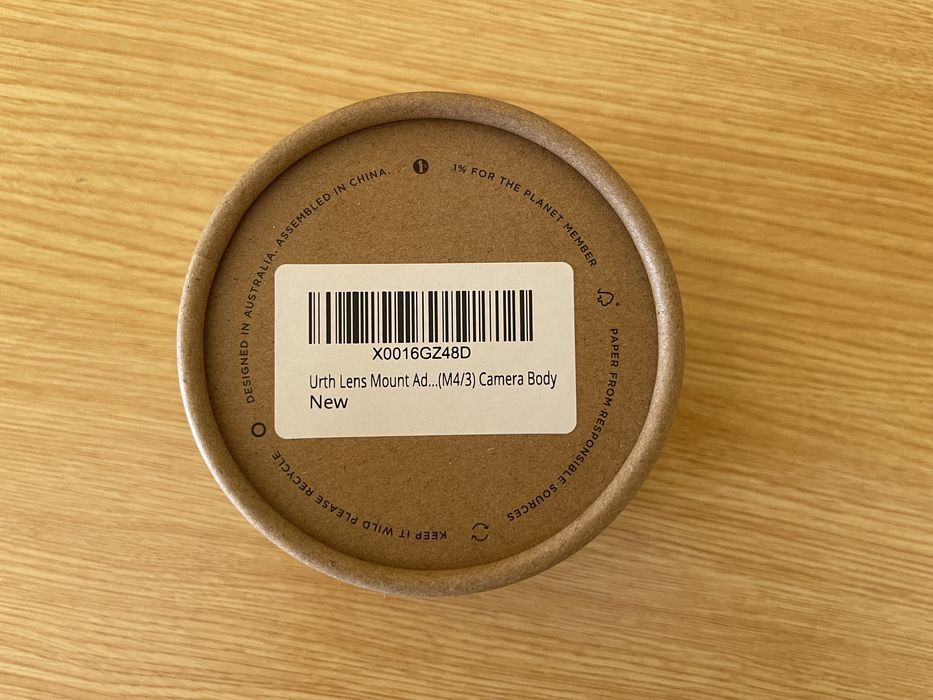 DESIGNED IN AUSTRALIA. ASSEMBLED IN CHINA.
1% FOR THE PLANET MEMBER
PAPER FROM RESPONSIBLE SOURCES
KEEP IT WILD PLEASE RECYCLE
X0016GZ48D
Urth Lens Mount Ad...(M4/3) Camera Body
New